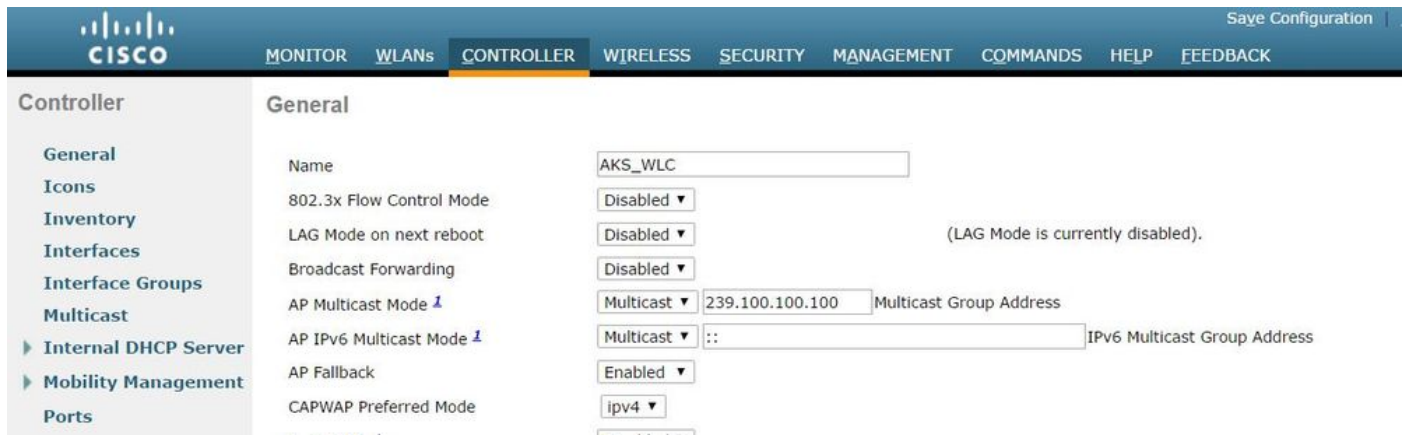 Save Configuration
CISCO
MONITOR WLANs CONTROLLER WIRELESS SECURITY MANAGEMENT COMMANDS HELP FEEDBACK
Controller
General
Icons
Inventory
Interfaces
Interface Groups
Multicast
Internal DHCP Server
Mobility Management
Ports
General
Name AKS_WLC
802.3x Flow Control Mode Disabled
LAG Mode on next reboot Disabled (LAG Mode is currently disabled).
Broadcast Forwarding Disabled
AP Multicast Mode 1 Multicast 239.100.100.100 Multicast Group Address
AP IPv6 Multicast Mode 1 Multicast :: IPv6 Multicast Group Address
AP Fallback Enabled
CAPWAP Preferred Mode ipv4